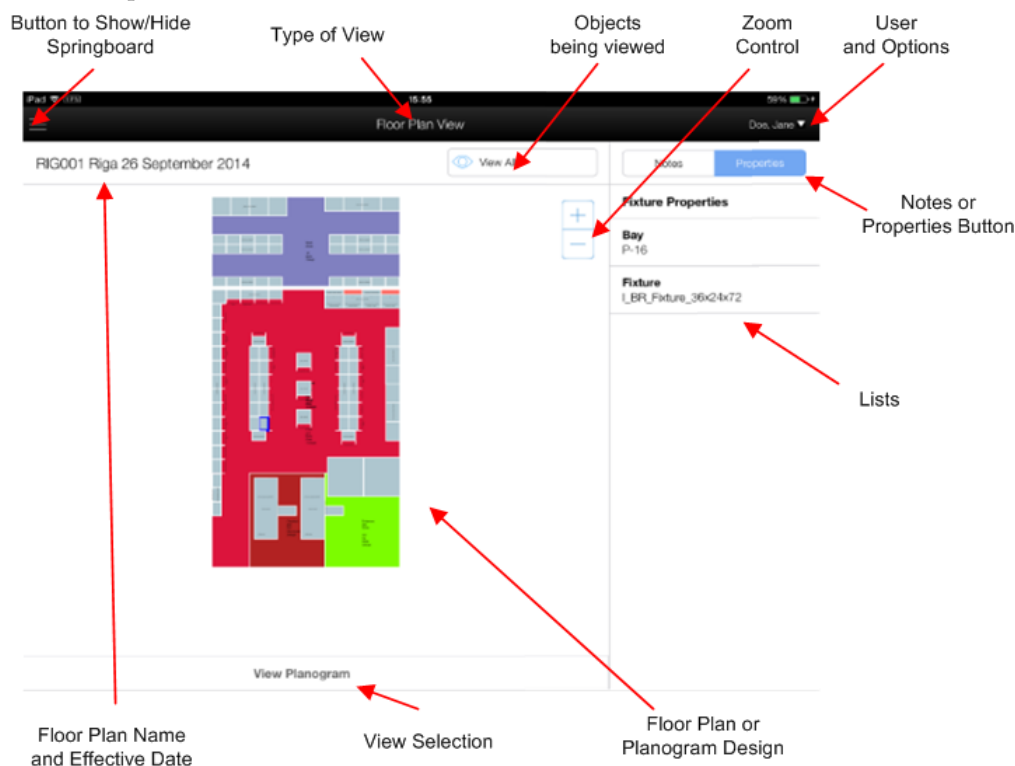 Button to Show/Hide
Springboard
Type of View
Objects
being viewed
Zoom
Control
User
and Options
iPad
15:55
59%
Floor Plan View
Doe, Jane
RIG001 Riga 26 September 2014
View All
Notes
Properties
Fixture Properties
Bay
P-16
Fixture
I_BR_Fixture_36x24x72
Notes or
Properties Button
Lists
View Planogram
Floor Plan Name
and Effective Date
View Selection
Floor Plan or
Planogram Design